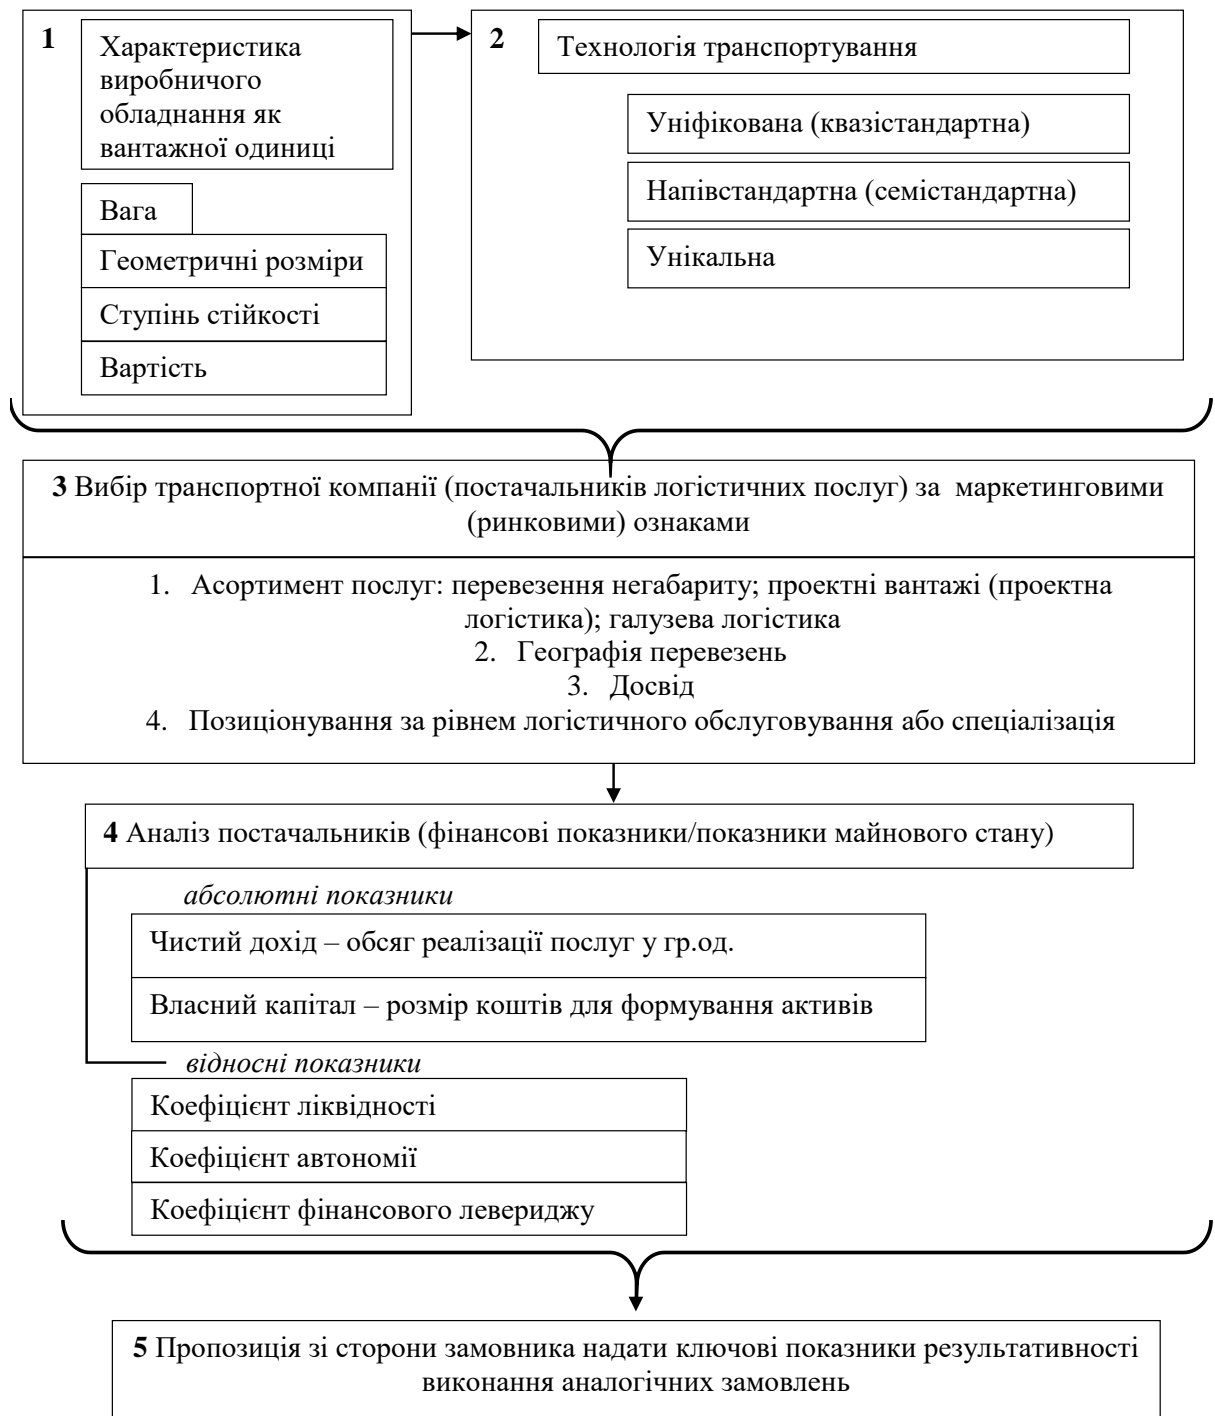 1
Характеристика
виробничого
обладнання як
вантажної одиниці
Вага
Геометричні розміри
Ступінь стійкості
Вартість
2
Технологія транспортування
Уніфікована (квазістандартна)
Напівстандартна (семістандартна)
Унікальна
3 Вибір транспортної компанії (постачальників логістичних послуг) за маркетинговими
(ринковими) ознаками
1. Асортимент послуг: перевезення негабариту; проектні вантажі (проектна
логістика); галузева логістика
2. Географія перевезень
3. Досвід
4. Позиціонування за рівнем логістичного обслуговування або спеціалізація
4 Аналіз постачальників (фінансові показники/показники майнового стану)
абсолютні показники
Чистий дохід – обсяг реалізації послуг у гр.од.
Власний капітал – розмір коштів для формування активів
відносні показники
Коефіцієнт ліквідності
Коефіцієнт автономії
Коефіцієнт фінансового левериджу
5 Пропозиція зі сторони замовника надати ключові показники результативності
виконання аналогічних замовлень